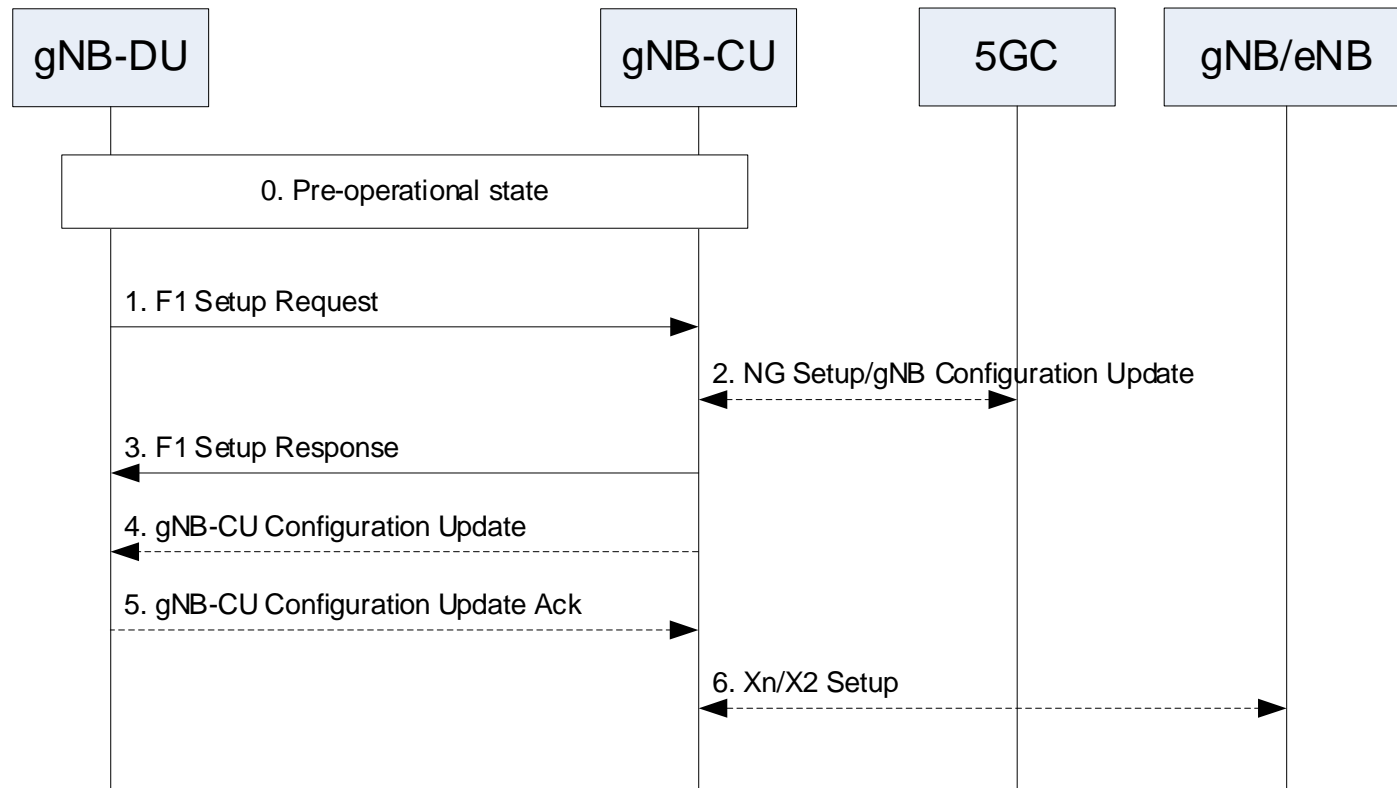 gNB-DU
gNB-CU
5GC
gNB/eNB
0. Pre-operational state
1. F1 Setup Request
2. NG Setup/gNB Configuration Update
3. F1 Setup Response
4. gNB-CU Configuration Update
5. gNB-CU Configuration Update Ack
6. Xn/X2 Setup